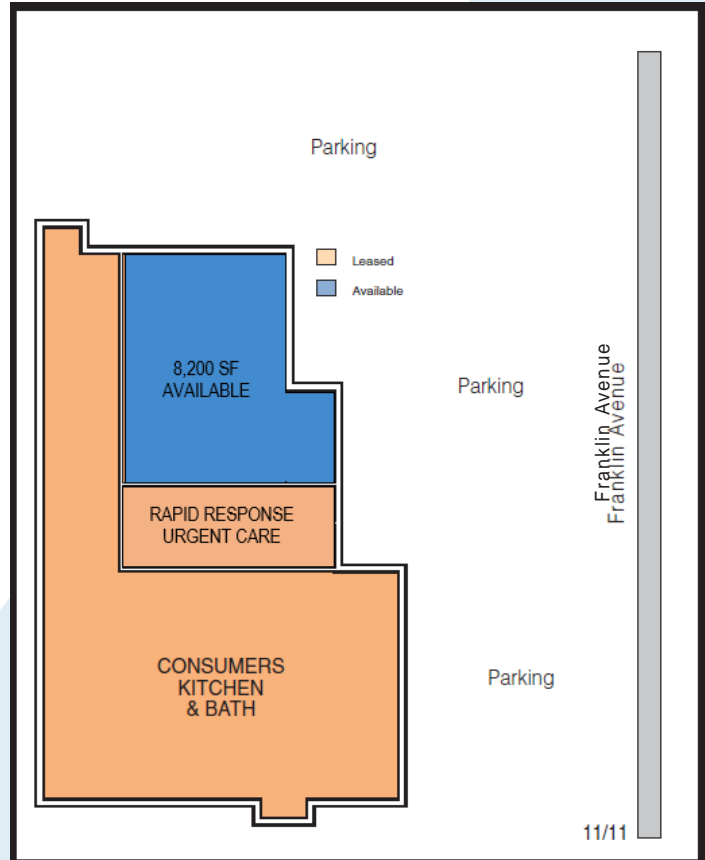 Parking
Leased
Available
8,200 SF
AVAILABLE
Parking
Franklin Avenue
Franklin Avenue
RAPID RESPONSE
URGENT CARE
CONSUMERS
KITCHEN
& BATH
Parking
11/11